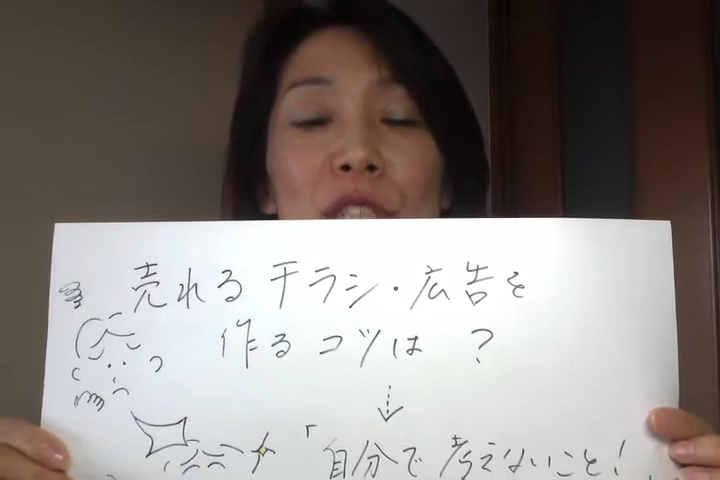 売れるチラシ・広告を
作るコツは？
「自分で考えないこと！